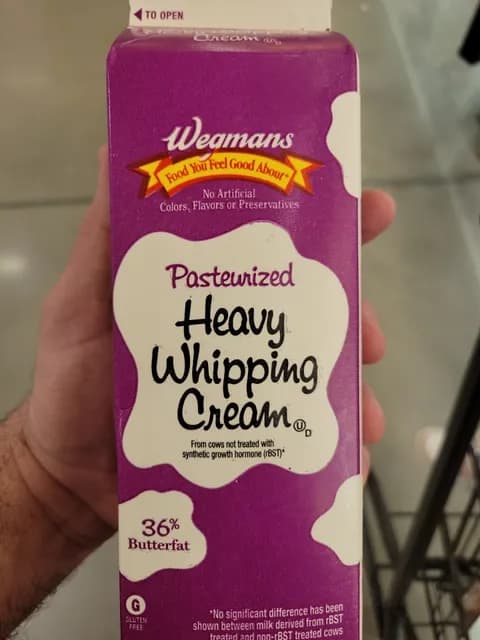 TO OPEN
Cream
Wegmans
Food You Feel Good About
No Artificial
Colors, Flavors or Preservatives
Pasteurized
Heavy
Whipping
Cream Ⓤ D
From cows not treated with
synthetic growth hormone (rBST)*
36%
Butterfat
G
GLUTEN
FREE
*No significant difference has been
shown between milk derived from rBST
treated and non-rBST treated cows